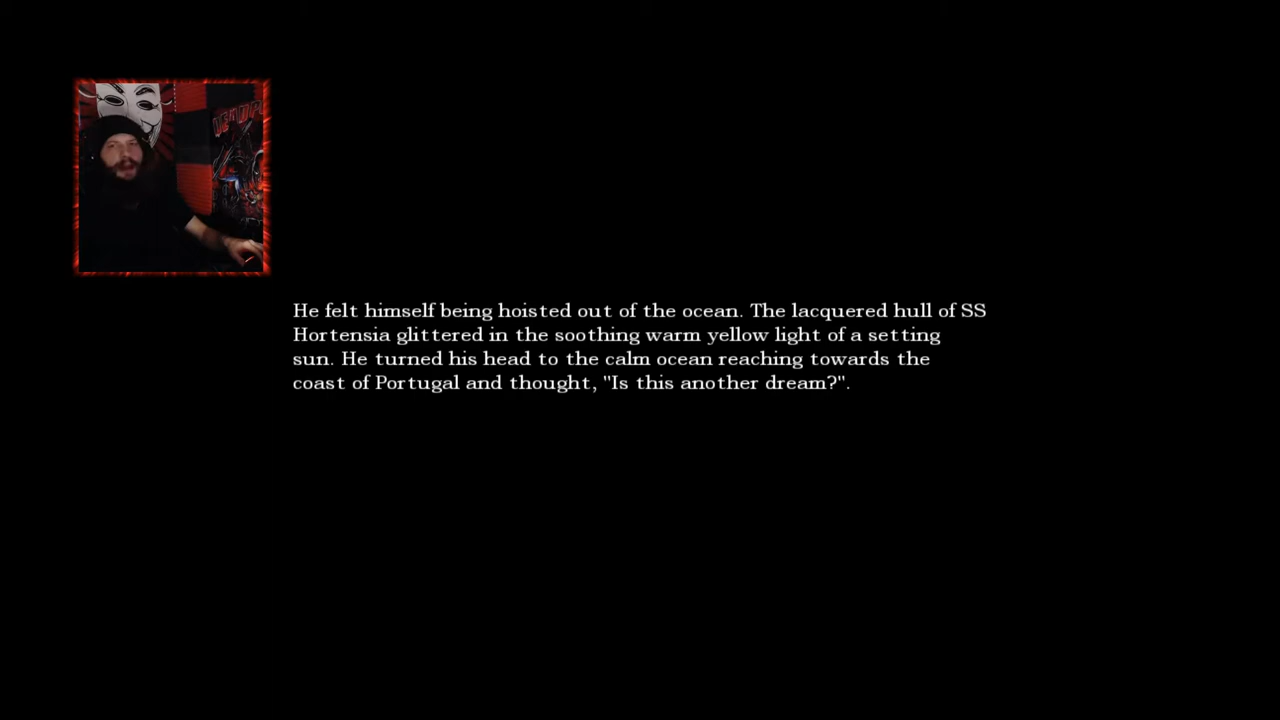 He felt himself being hoisted out of the ocean. The lacquered hull of SS
Hortensia glittered in the soothing warm yellow light of a setting
sun. He turned his head to the calm ocean reaching towards the
coast of Portugal and thought, "Is this another dream?".